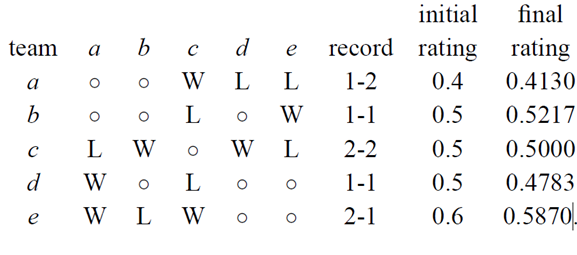 initial final
team a b c d e record rating rating
a ○ ○ W L L 1-2 0.4 0.4130
b ○ ○ L ○ W 1-1 0.5 0.5217
c L W ○ W L 2-2 0.5 0.5000
d W ○ L ○ ○ 1-1 0.5 0.4783
e W L W ○ ○ 2-1 0.6 0.5870.